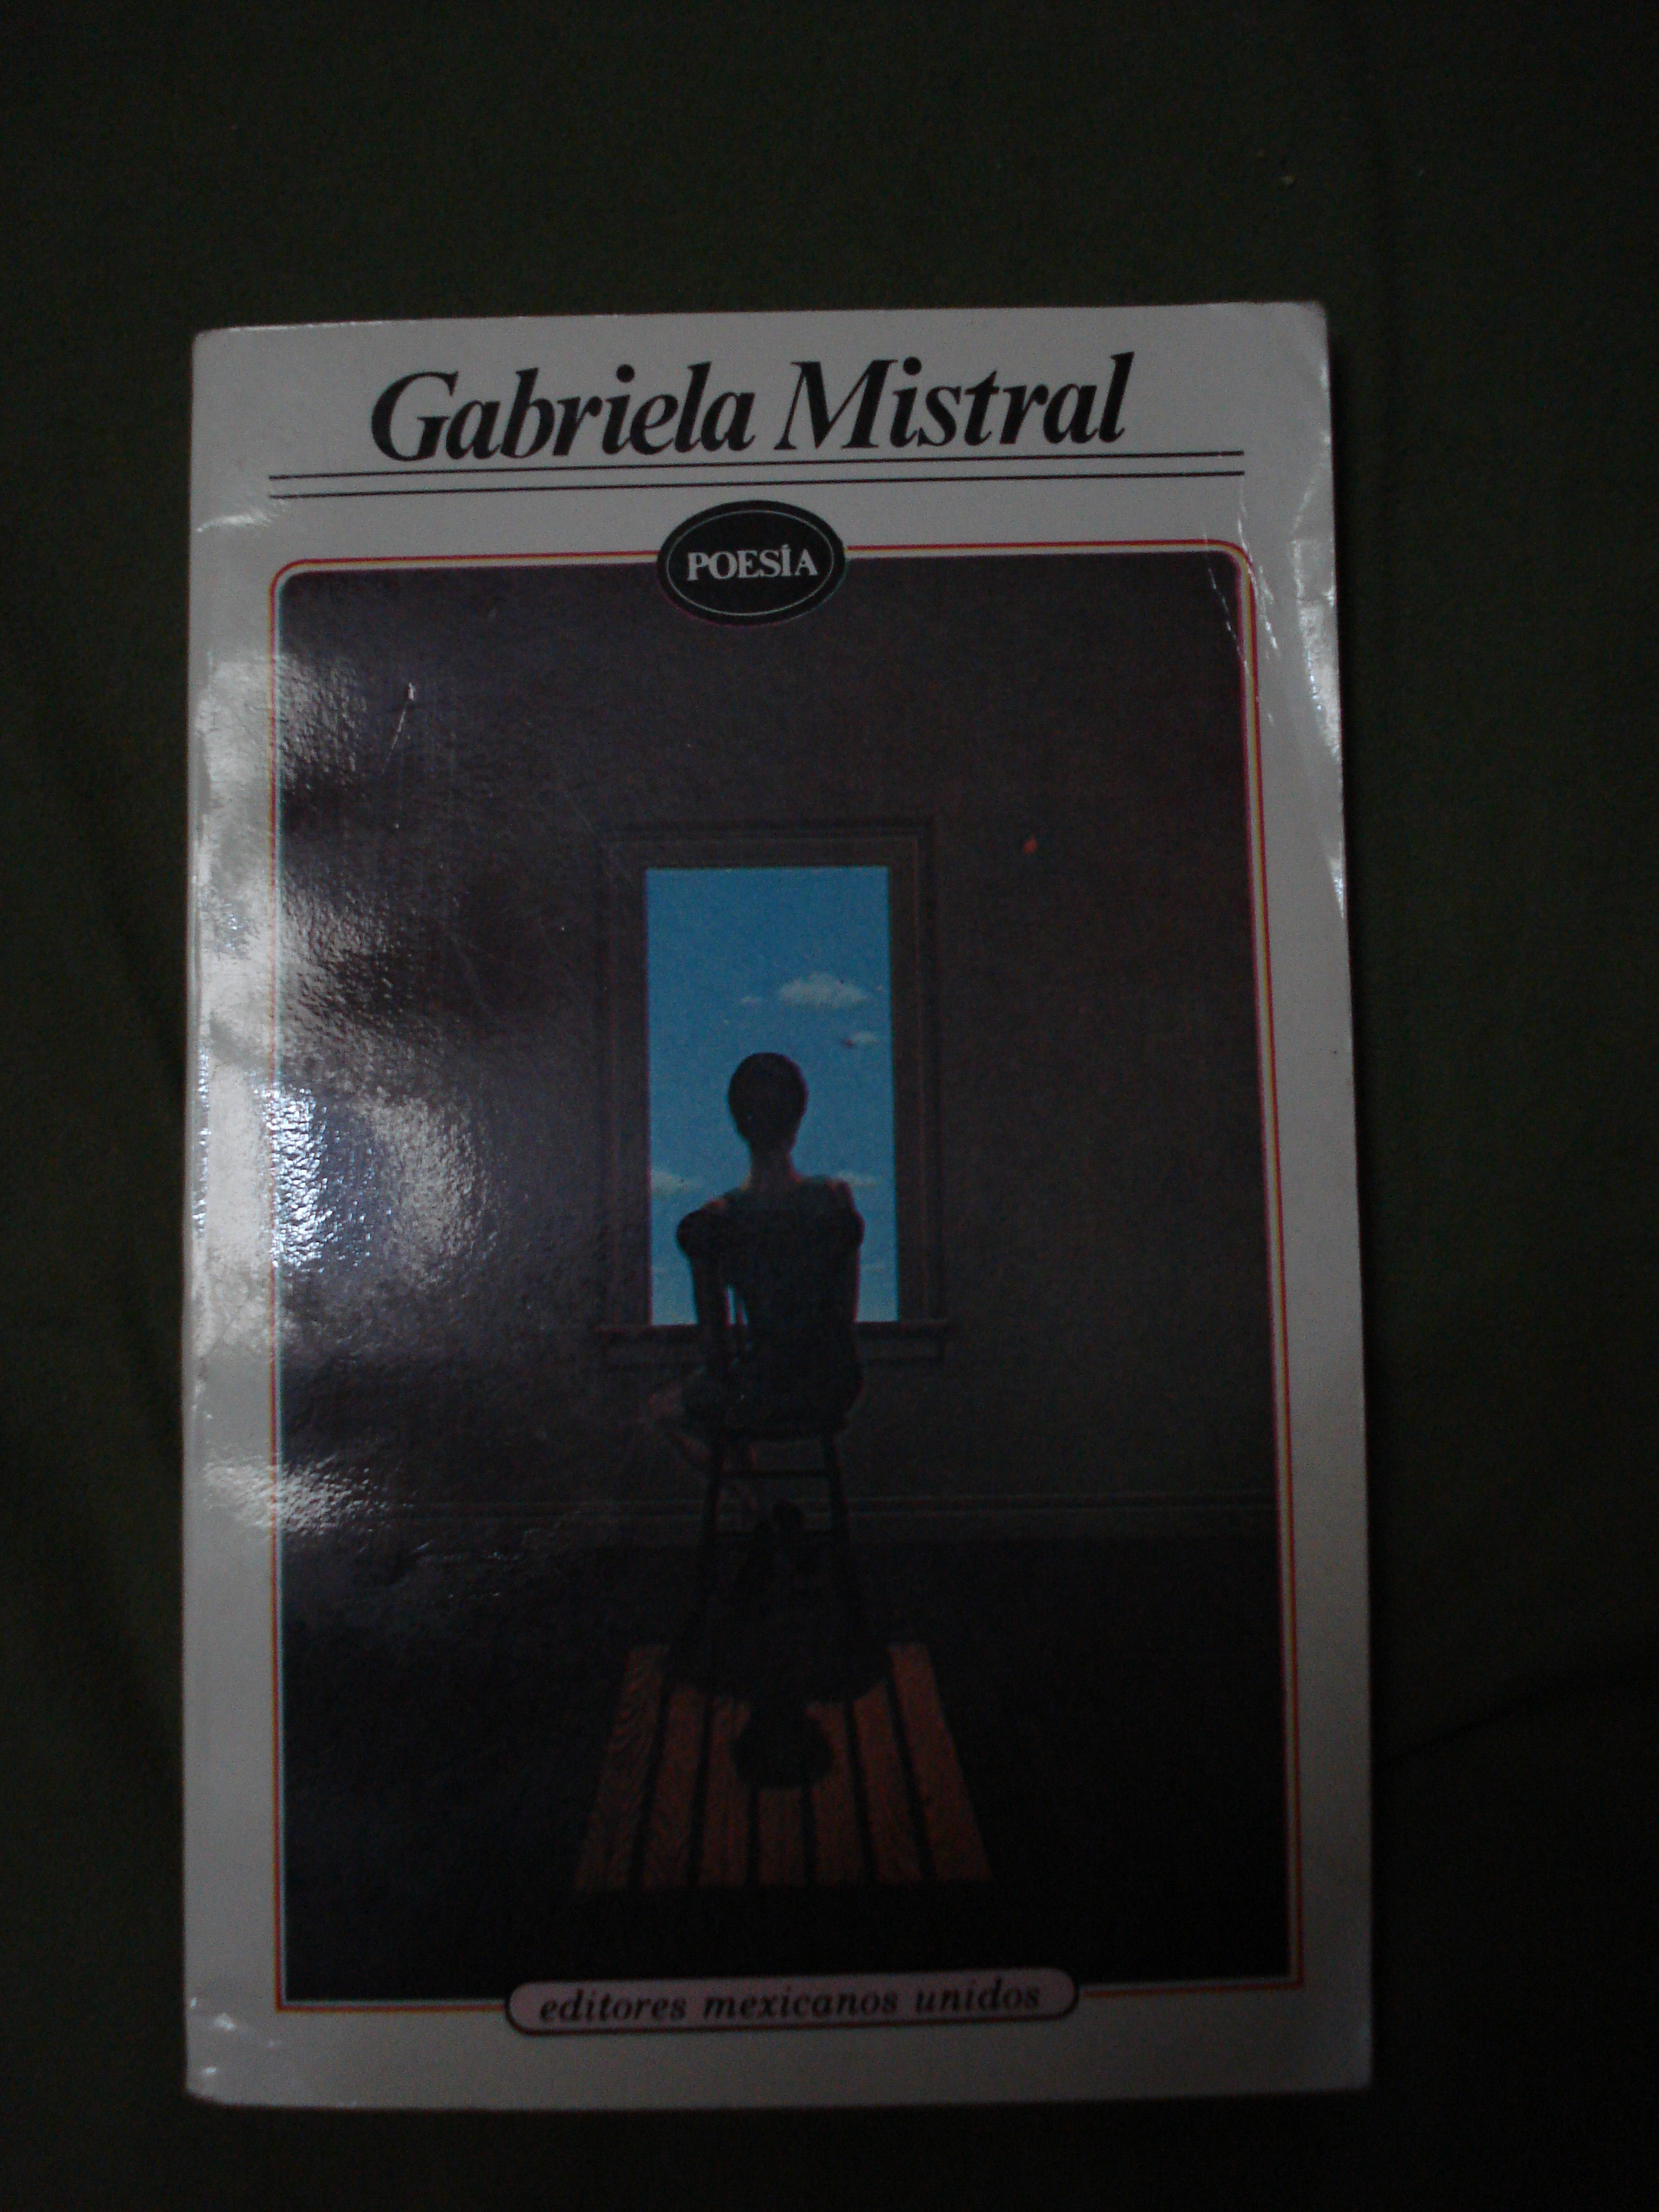 Gabriela Mistral
POESÍA
editores mexicanos unidos